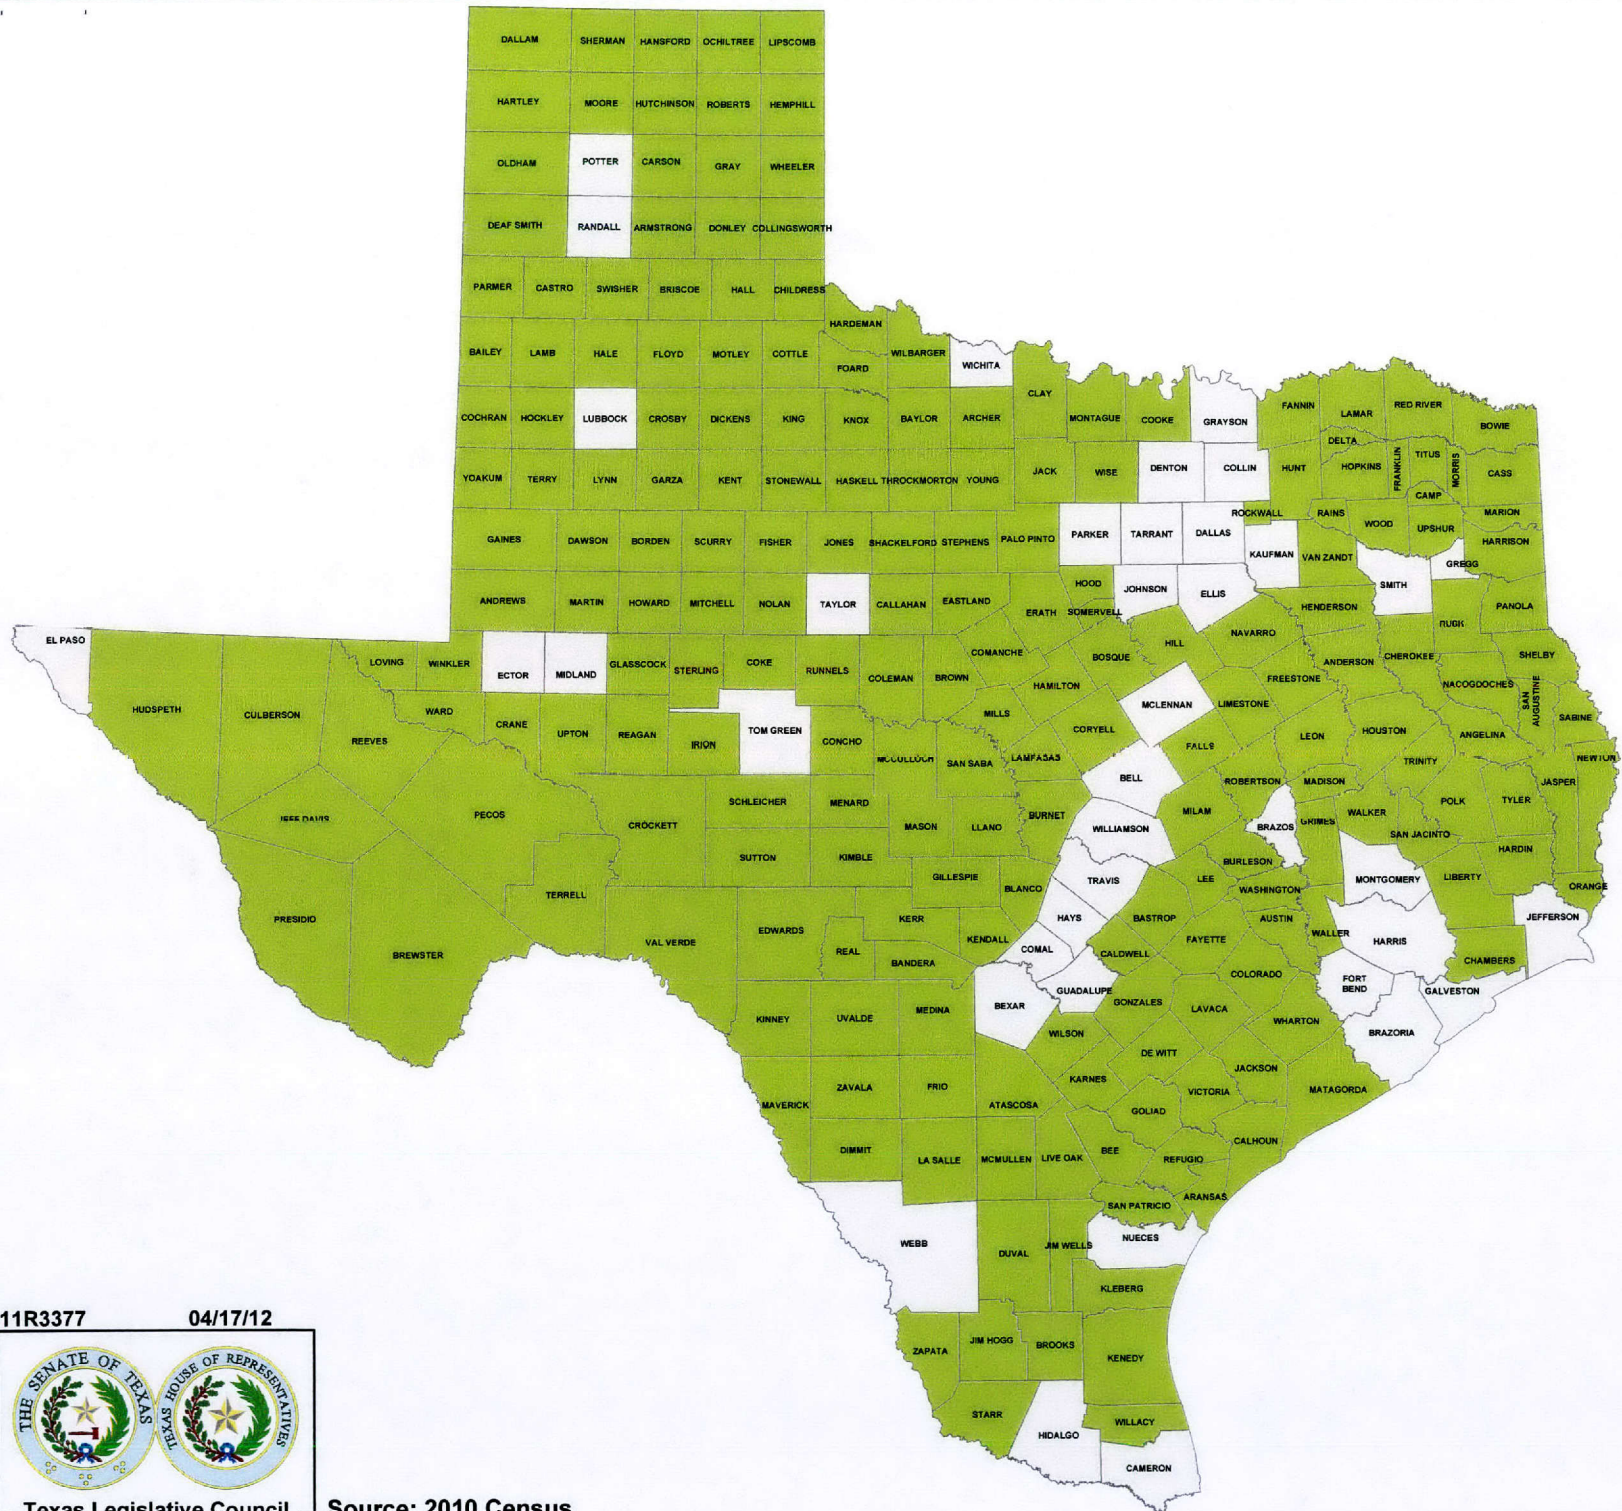 DALLAM SHERMAN HANSFORD OCHILTREE LIPSCOMB
HARTLEY MOORE HUTCHINSON ROBERTS HEMPHILL
OLDHAM POTTER CARSON GRAY WHEELER
DEAF SMITH RANDALL ARMSTRONG DONLEY COLLINGSWORTH
PARMER CASTRO SWISHER BRISCOE HALL CHILDRESS
HARDEMAN
BAILEY LAMB HALE FLOYD MOTLEY COTTLE FOARD WILBARGER WICHITA
CLAY
COCHRAN HOCKLEY LUBBOCK CROSBY DICKENS KING KNOX BAYLOR ARCHER MONTAGUE COOKE GRAYSON FANNIN LAMAR RED RIVER BOWIE
DELTA
YOAKUM TERRY LYNN GARZA KENT STONEWALL HASKELL THROCKMORTON YOUNG JACK WISE DENTON COLLIN HUNT HOPKINS FRANKLIN TITUS MORRIS CASS
CAMP
ROCKWALL RAINS WOOD UPSHUR MARION
GAINES DAWSON BORDEN SCURRY FISHER JONES SHACKELFORD STEPHENS PALO PINTO PARKER TARRANT DALLAS KAUFMAN VAN ZANDT HARRISON
SMITH GREGG
ANDREWS MARTIN HOWARD MITCHELL NOLAN TAYLOR CALLAHAN EASTLAND ERATH HOOD SOMERVELL JOHNSON ELLIS HENDERSON RUSK PANOLA
EL PASO HILL NAVARRO
LOVING WINKLER ECTOR MIDLAND GLASSCOCK STERLING COKE RUNNELS COLEMAN BROWN COMANCHE HAMILTON BOSQUE FREESTONE ANDERSON CHEROKEE NACOGDOCHES SHELBY
SAN
AUGUSTINE
SABINE
HUDSPETH CULBERSON REEVES WARD CRANE UPTON REAGAN IRION TOM GREEN CONCHO MILLS CORYELL MCLENNAN LIMESTONE LEON HOUSTON ANGELINA
FALLS
MCCULLOCH SAN SABA LAMPASAS BELL ROBERTSON MADISON TRINITY JASPER NEWTON
JEFF DAVIS PECOS CROCKETT SCHLEICHER MENARD MASON LLANO BURNET WILLIAMSON MILAM BRAZOS GRIMES WALKER SAN JACINTO POLK TYLER
SUTTON KIMBLE GILLESPIE BLANCO TRAVIS LEE BURLESON WASHINGTON MONTGOMERY LIBERTY HARDIN ORANGE
TERRELL
PRESIDIO BREWSTER VAL VERDE EDWARDS REAL KERR BANDERA KENDALL HAYS COMAL BASTROP CALDWELL FAYETTE AUSTIN WALLER HARRIS JEFFERSON
COLORADO CHAMBERS
FORT
BEND
GALVESTON
KINNEY UVALDE MEDINA BEXAR GUADALUPE GONZALES LAVACA WHARTON BRAZORIA
WILSON
DE WITT
JACKSON
MAVERICK ZAVALA FRIO ATASCOSA KARNES GOLIAD VICTORIA MATAGORDA
CALHOUN
DIMMIT LA SALLE MCMULLEN LIVE OAK BEE REFUGIO
ARANSAS
SAN PATRICIO
WEBB DUVAL JIM WELLS NUECES
KLEBERG
ZAPATA JIM HOGG BROOKS KENEDY
STARR HIDALGO WILLACY
CAMERON
11R3377 04/17/12
THE SENATE OF TEXAS
TEXAS HOUSE OF REPRESENTATIVES
Texas Legislative Council
Source: 2010 Census